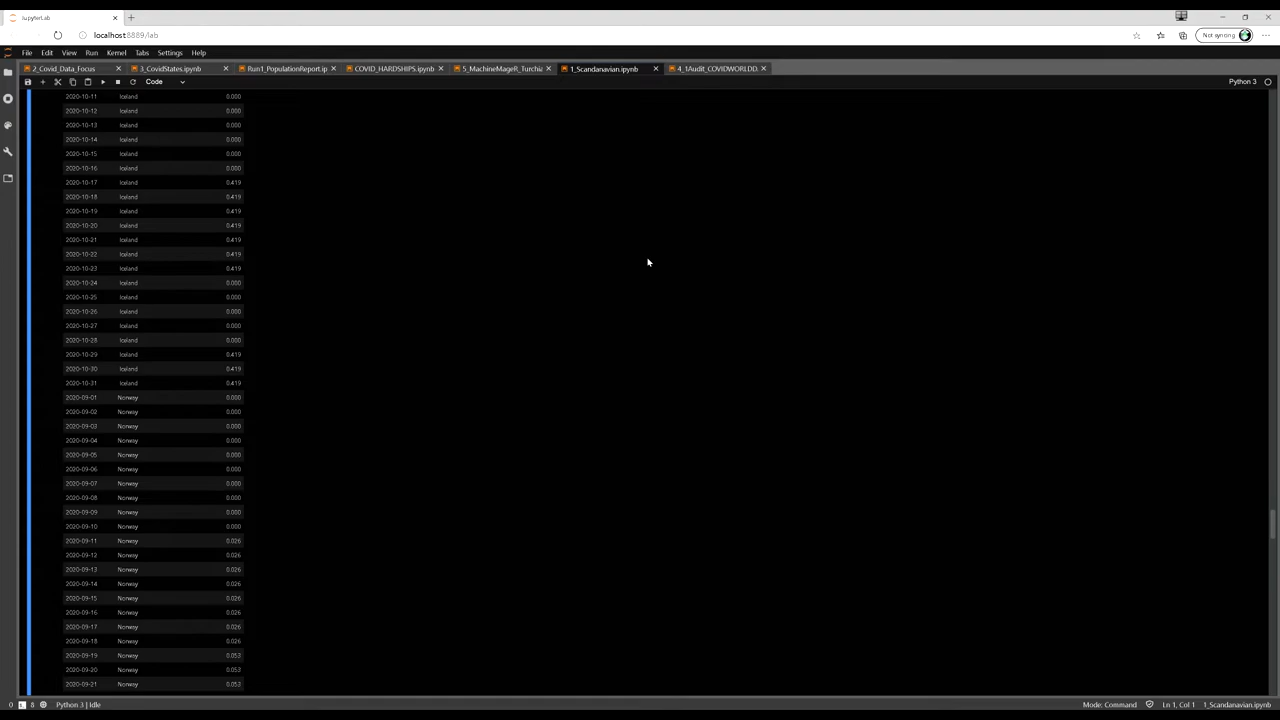 JupyterLab
localhost:8889/lab
Not syncing
File Edit View Run Kernel Tabs Settings Help
2_Covid_Data_Focus 3_CovidStates.ipynb Run1_PopulationReport.ip COVID_HARDSHIPS.ipynb 5_MachineMageR_Turchia 1_Scandanavian.ipynb 4_1Audit_COVIDWORLDD.
Code Python 3
2020-10-11 Iceland 0.000
2020-10-12 Iceland 0.000
2020-10-13 Iceland 0.000
2020-10-14 Iceland 0.000
2020-10-15 Iceland 0.000
2020-10-16 Iceland 0.000
2020-10-17 Iceland 0.419
2020-10-18 Iceland 0.419
2020-10-19 Iceland 0.419
2020-10-20 Iceland 0.419
2020-10-21 Iceland 0.419
2020-10-22 Iceland 0.419
2020-10-23 Iceland 0.419
2020-10-24 Iceland 0.000
2020-10-25 Iceland 0.000
2020-10-26 Iceland 0.000
2020-10-27 Iceland 0.000
2020-10-28 Iceland 0.000
2020-10-29 Iceland 0.419
2020-10-30 Iceland 0.419
2020-10-31 Iceland 0.419
2020-09-01 Norway 0.000
2020-09-02 Norway 0.000
2020-09-03 Norway 0.000
2020-09-04 Norway 0.000
2020-09-05 Norway 0.000
2020-09-06 Norway 0.000
2020-09-07 Norway 0.000
2020-09-08 Norway 0.000
2020-09-09 Norway 0.000
2020-09-10 Norway 0.000
2020-09-11 Norway 0.026
2020-09-12 Norway 0.026
2020-09-13 Norway 0.026
2020-09-14 Norway 0.026
2020-09-15 Norway 0.026
2020-09-16 Norway 0.026
2020-09-17 Norway 0.026
2020-09-18 Norway 0.026
2020-09-19 Norway 0.053
2020-09-20 Norway 0.053
2020-09-21 Norway 0.053
0 8 Python 3 | Idle Mode: Command Ln 1, Col 1 1_Scandanavian.ipynb